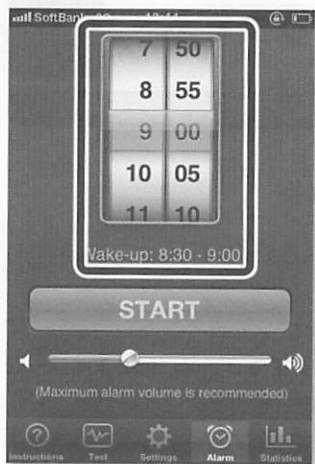 SoftBank
7 50
8 55
9 00
10 05
11 10
Wake-up: 8:30 - 9:00
START
(Maximum alarm volume is recommended)
Instructions Test Settings Alarm Statistics